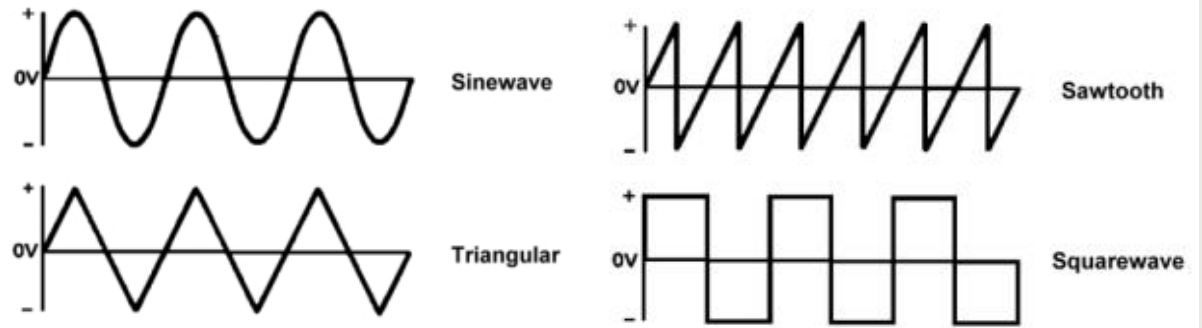 +
0V
Sinewave
–
+
0V
Sawtooth
–
+
0V
Triangular
–
+
0V
Squarewave
–